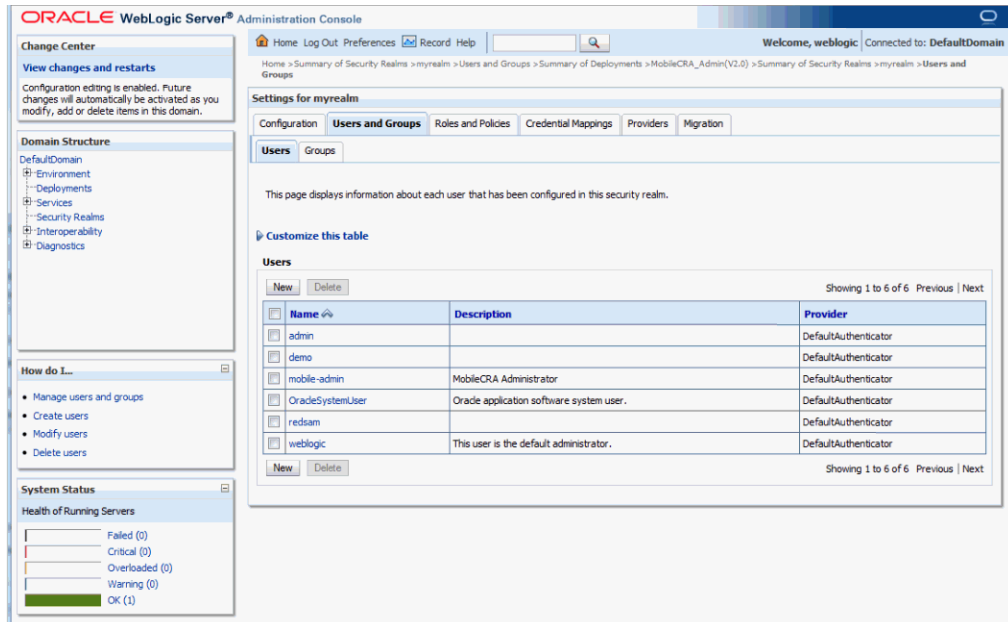 ORACLE WebLogic Server® Administration Console
Change Center
View changes and restarts
Configuration editing is enabled. Future
changes will automatically be activated as you
modify, add or delete items in this domain.
Domain Structure
DefaultDomain
Environment
Deployments
Services
Security Realms
Interoperability
Diagnostics
How do I...
Manage users and groups
Create users
Modify users
Delete users
System Status
Health of Running Servers
Failed (0)
Critical (0)
Overloaded (0)
Warning (0)
OK (1)
Home Log Out Preferences Record Help
Welcome, weblogic Connected to: DefaultDomain
Home >Summary of Security Realms >myrealm >Users and Groups >Summary of Deployments >MobileCRA_Admin(V2.0) >Summary of Security Realms >myrealm >Users and
Groups
Settings for myrealm
Configuration Users and Groups Roles and Policies Credential Mappings Providers Migration
Users Groups
This page displays information about each user that has been configured in this security realm.
Customize this table
Users
New Delete Showing 1 to 6 of 6 Previous | Next
Name Description Provider
admin DefaultAuthenticator
demo DefaultAuthenticator
mobile-admin MobileCRA Administrator DefaultAuthenticator
OracleSystemUser Oracle application software system user. DefaultAuthenticator
redsam DefaultAuthenticator
weblogic This user is the default administrator. DefaultAuthenticator
New Delete Showing 1 to 6 of 6 Previous | Next